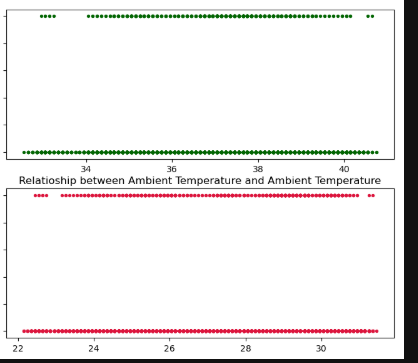 34 36 38 40
Relatioship between Ambient Temperature and Ambient Temperature
22 24 26 28 30